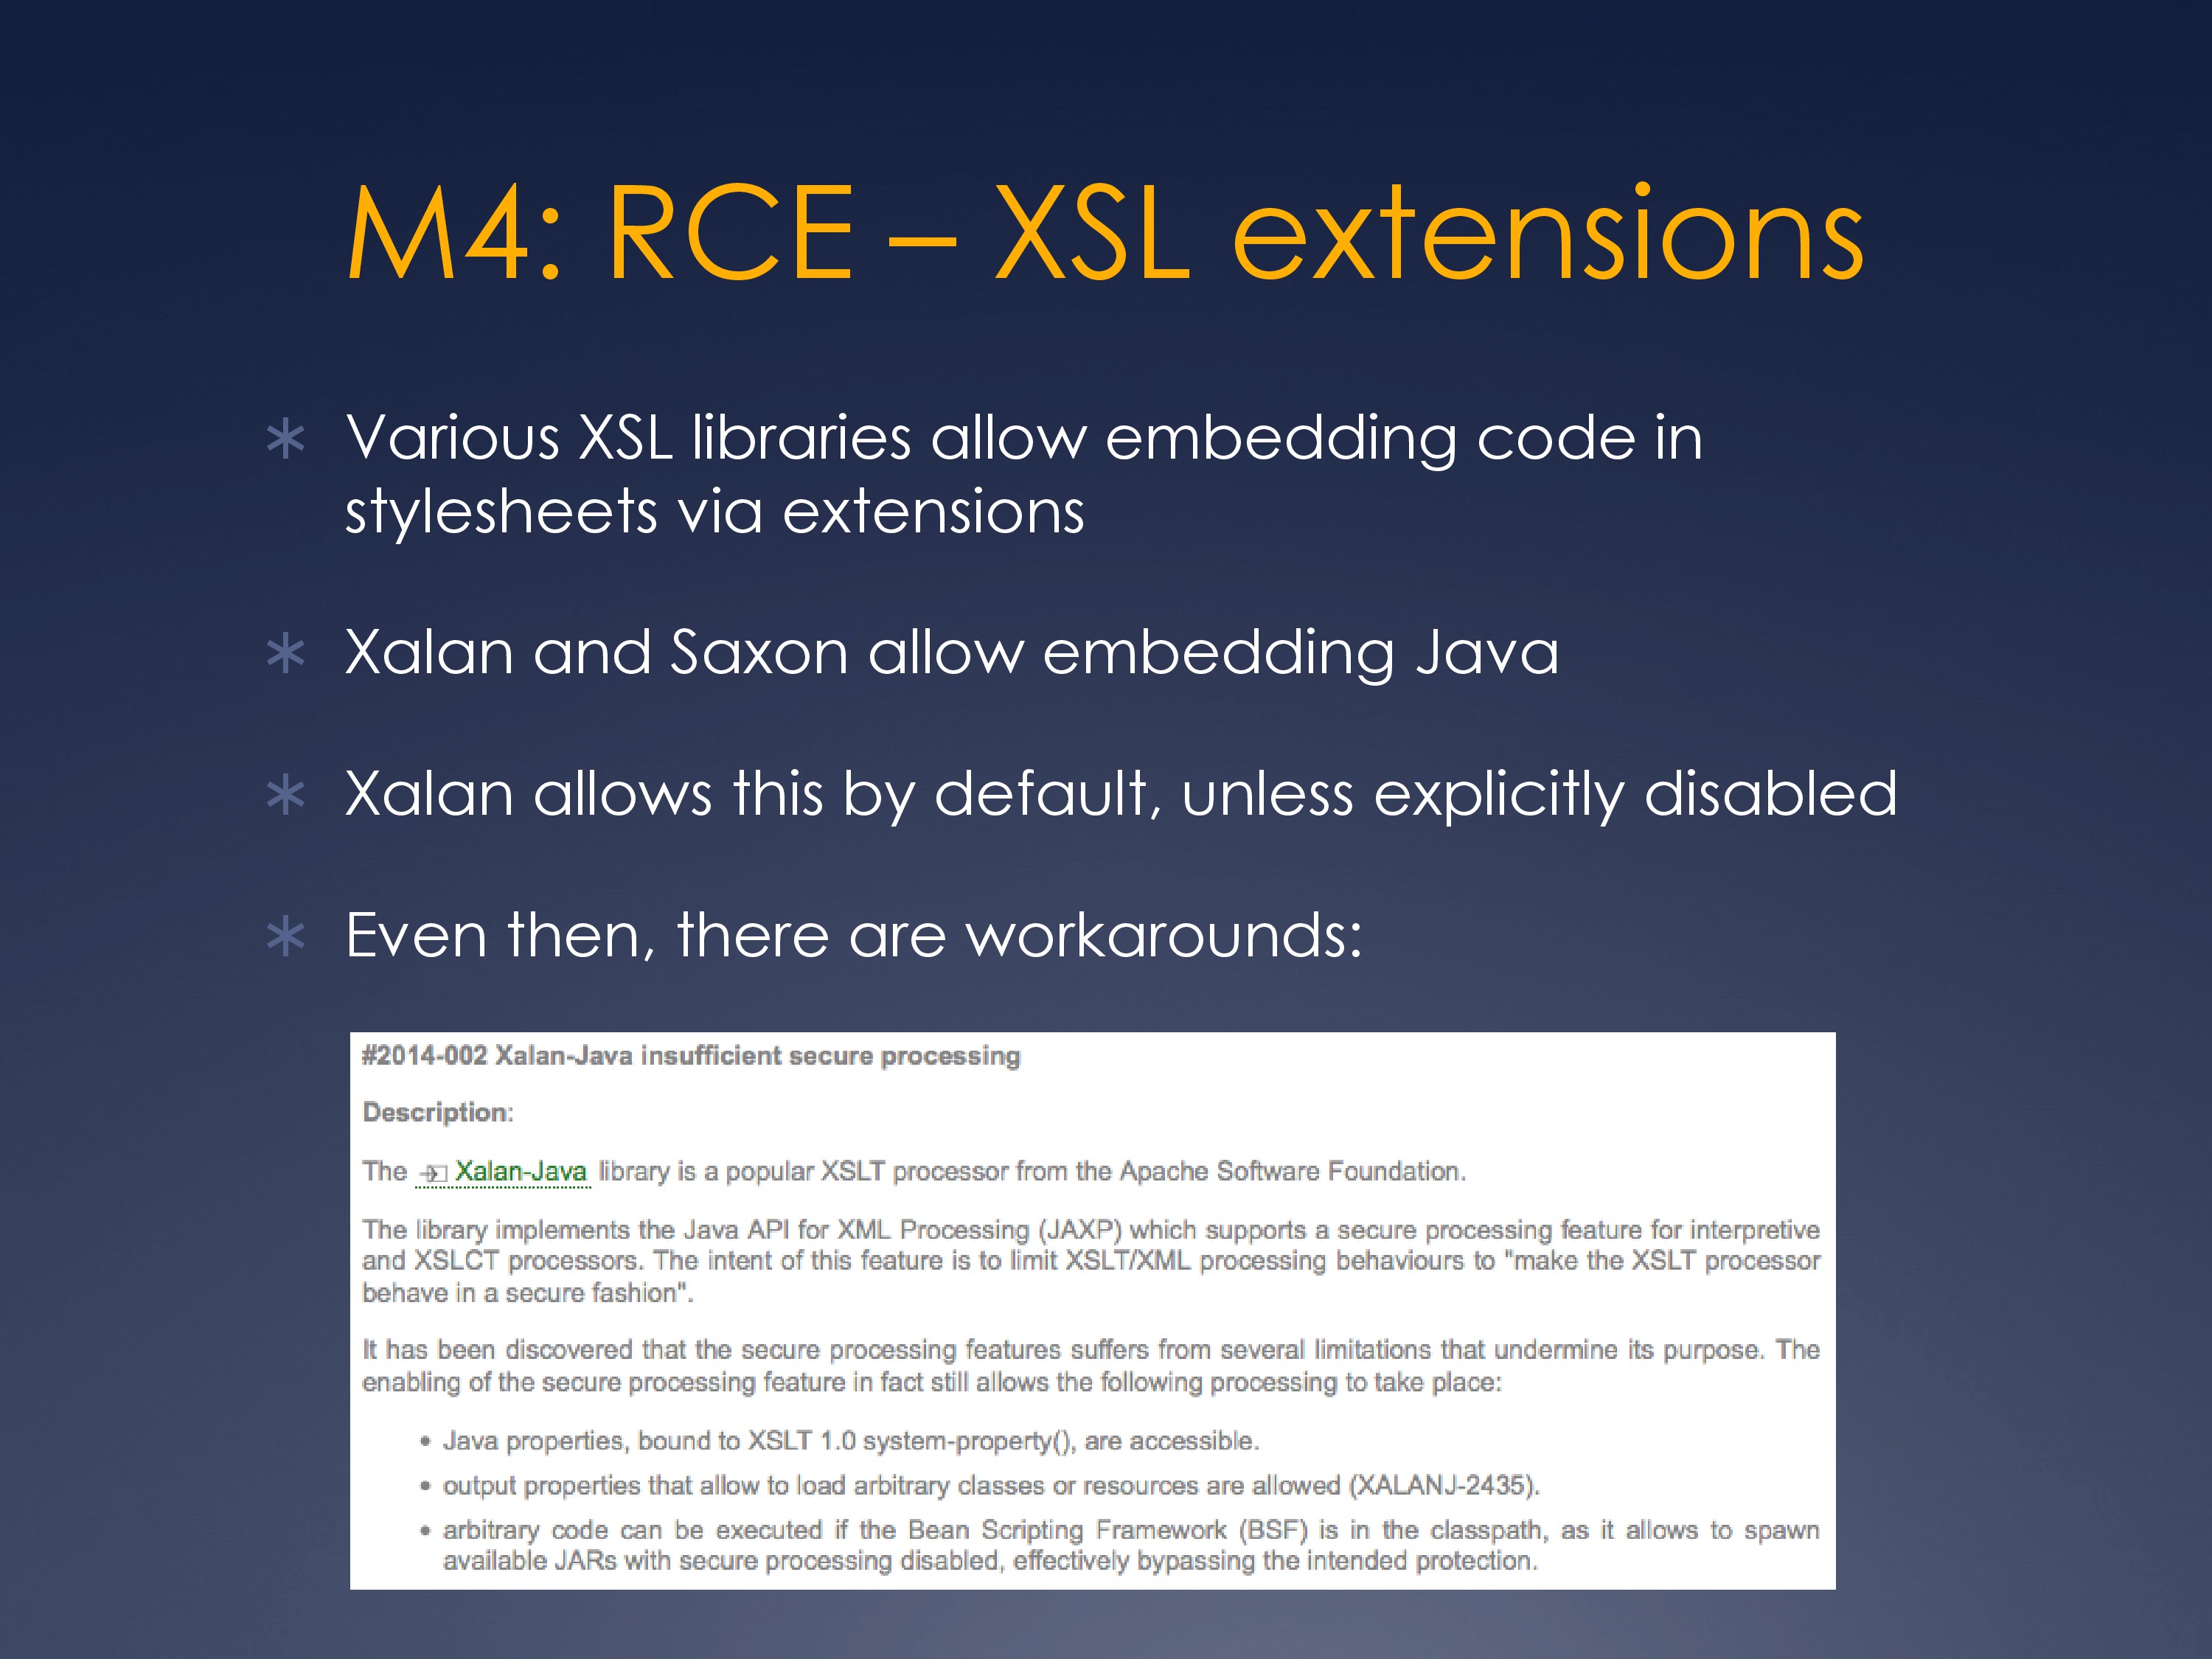 M4: RCE – XSL extensions
Various XSL libraries allow embedding code in
stylesheets via extensions
Xalan and Saxon allow embedding Java
Xalan allows this by default, unless explicitly disabled
Even then, there are workarounds:
#2014-002 Xalan-Java insufficient secure processing
Description:
The Xalan-Java library is a popular XSLT processor from the Apache Software Foundation.
The library implements the Java API for XML Processing (JAXP) which supports a secure processing feature for interpretive
and XSLCT processors. The intent of this feature is to limit XSLT/XML processing behaviours to "make the XSLT processor
behave in a secure fashion".
It has been discovered that the secure processing features suffers from several limitations that undermine its purpose. The
enabling of the secure processing feature in fact still allows the following processing to take place:
• Java properties, bound to XSLT 1.0 system-property(), are accessible.
• output properties that allow to load arbitrary classes or resources are allowed (XALANJ-2435).
• arbitrary code can be executed if the Bean Scripting Framework (BSF) is in the classpath, as it allows to spawn
available JARs with secure processing disabled, effectively bypassing the intended protection.